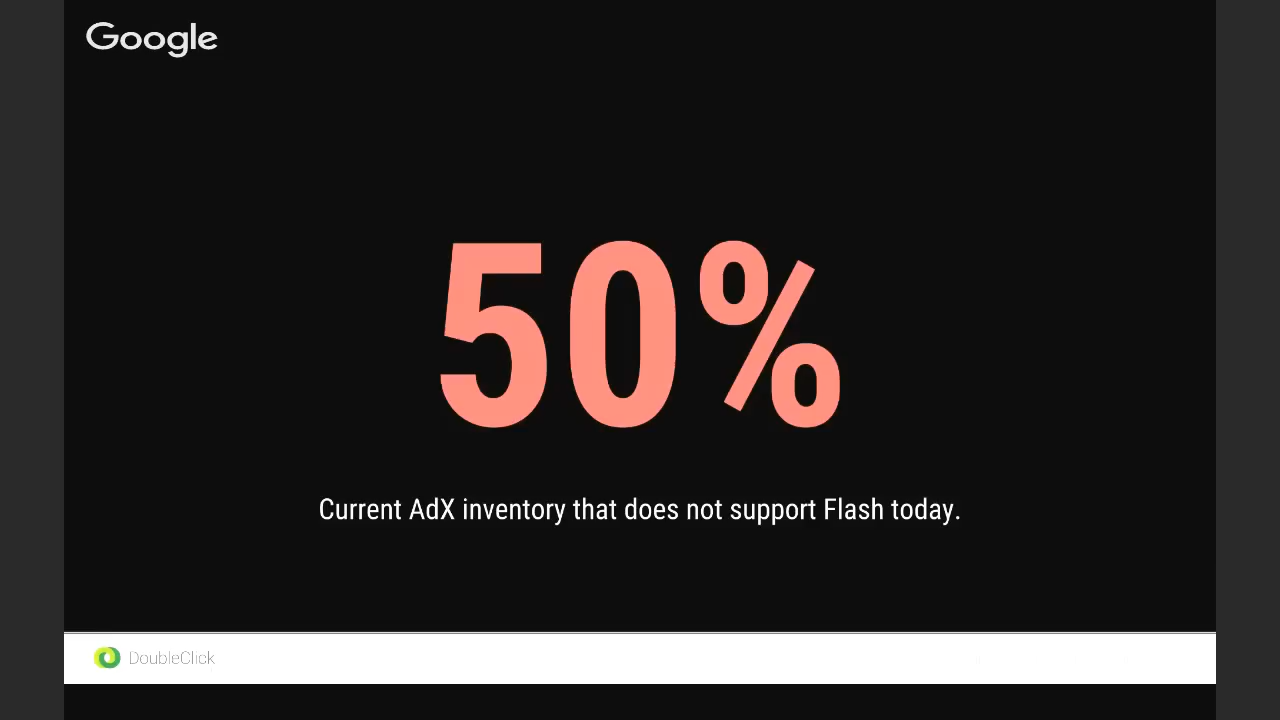 Google
50%
Current AdX inventory that does not support Flash today.
DoubleClick